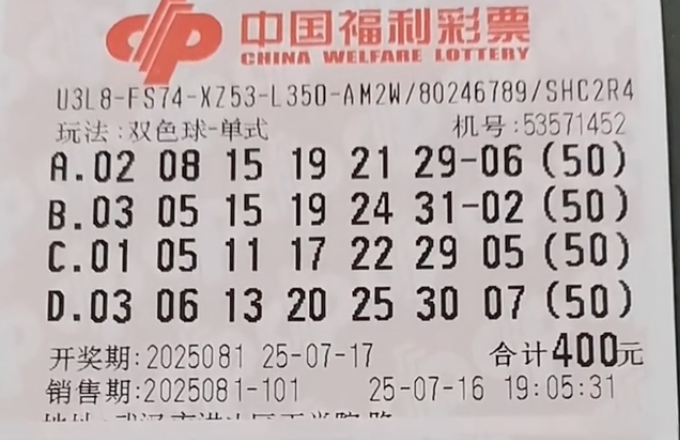 中国福利彩票
CHINA WELFARE LOTTERY
U3L8-FS74-XZ53-L350-AM2W/80246789/SHC2R4
玩法:双色球-单式 机号:53571452
A.02 08 15 19 21 29-06 (50)
B.03 05 15 19 24 31-02 (50)
C.01 05 11 17 22 29 05 (50)
D.03 06 13 20 25 30 07 (50)
开奖期:2025081 25-07-17 合计400元
销售期:2025081-101 25-07-16 19:05:31